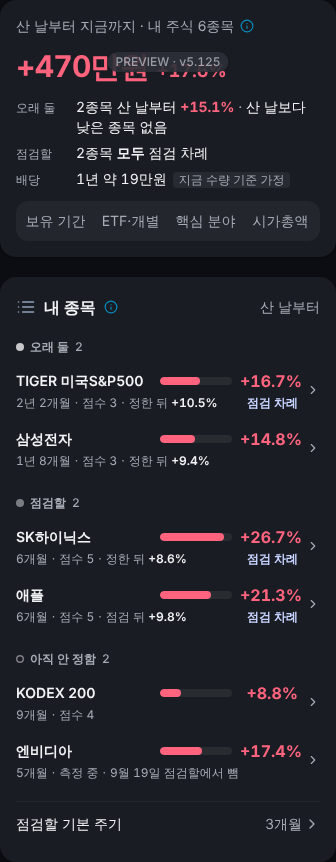 산 날부터 지금까지 · 내 주식 6종목
+470만
PREVIEW · v5.125
오래 둘 2종목 산 날부터 +15.1% · 산 날보다
낮은 종목 없음
점검할 2종목 모두 점검 차례
배당 1년 약 19만원 지금 수량 기준 가정
보유 기간 ETF·개별 핵심 분야 시가총액
내 종목 산 날부터
오래 둘 2
TIGER 미국S&P500 +16.7%
2년 2개월 · 점수 3 · 정한 뒤 +10.5% 점검 차례
삼성전자 +14.8%
1년 8개월 · 점수 3 · 정한 뒤 +9.4%
점검할 2
SK하이닉스 +26.7%
6개월 · 점수 5 · 정한 뒤 +8.6% 점검 차례
애플 +21.3%
6개월 · 점수 5 · 점검 뒤 +9.8% 점검 차례
아직 안 정함 2
KODEX 200 +8.8%
9개월 · 점수 4
엔비디아 +17.4%
5개월 · 측정 중 · 9월 19일 점검할에서 뺌
점검할 기본 주기 3개월